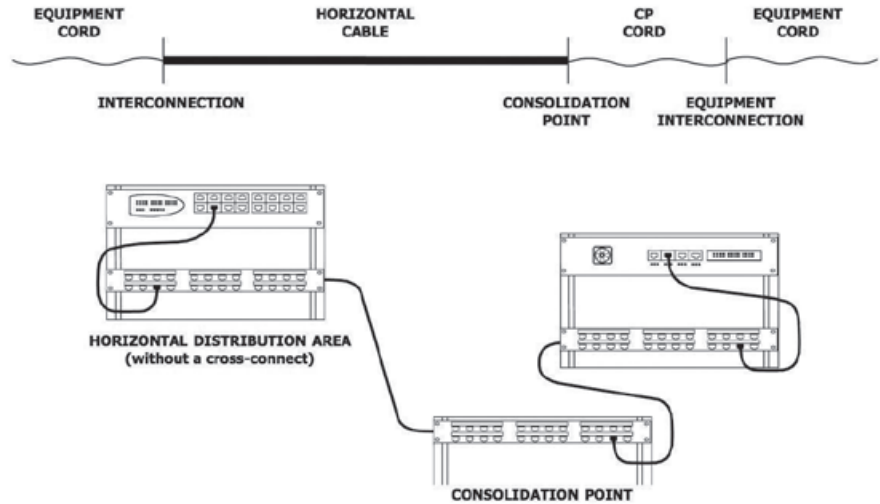 EQUIPMENT
CORD
HORIZONTAL
CABLE
CP
CORD
EQUIPMENT
CORD
INTERCONNECTION
CONSOLIDATION
POINT
EQUIPMENT
INTERCONNECTION
HORIZONTAL DISTRIBUTION AREA
(without a cross-connect)
CONSOLIDATION POINT